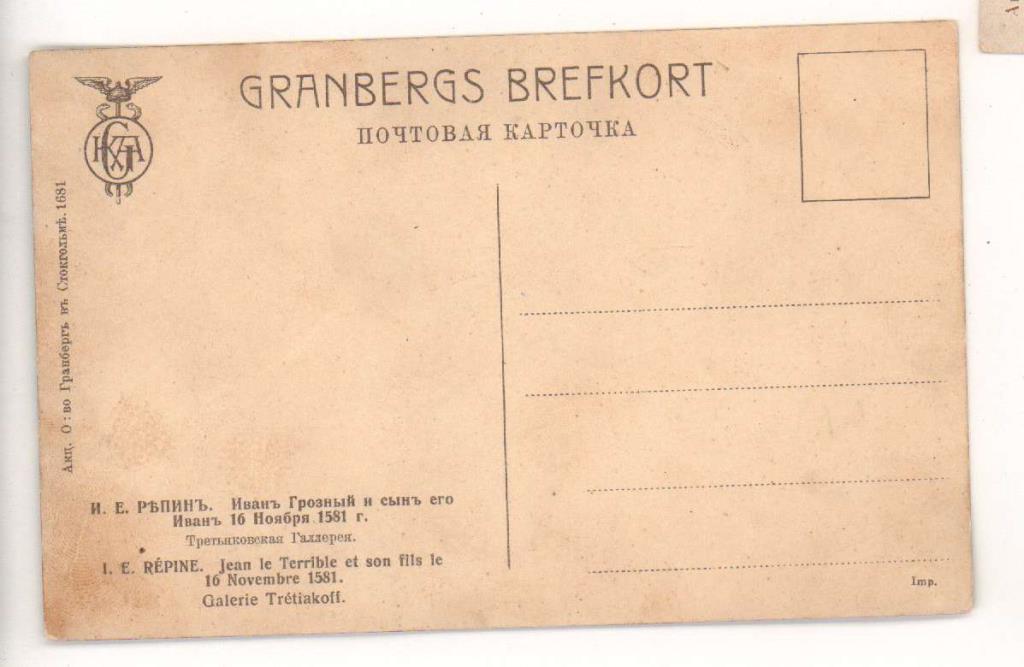 GRANBERGS BREFKORT
ПОЧТОВАЯ КАРТОЧКА
Акц. О:во Гранбергъ въ Стокгольмѣ. 1681
И. Е. РѢПИНЪ. Иванъ Грозный и сынъ его
Иванъ 16 Ноября 1581 г.
Третьяковская Галлерея.
I. E. RÉPINE. Jean le Terrible et son fils le
16 Novembre 1581.
Galerie Trétiakoff.
Imp.